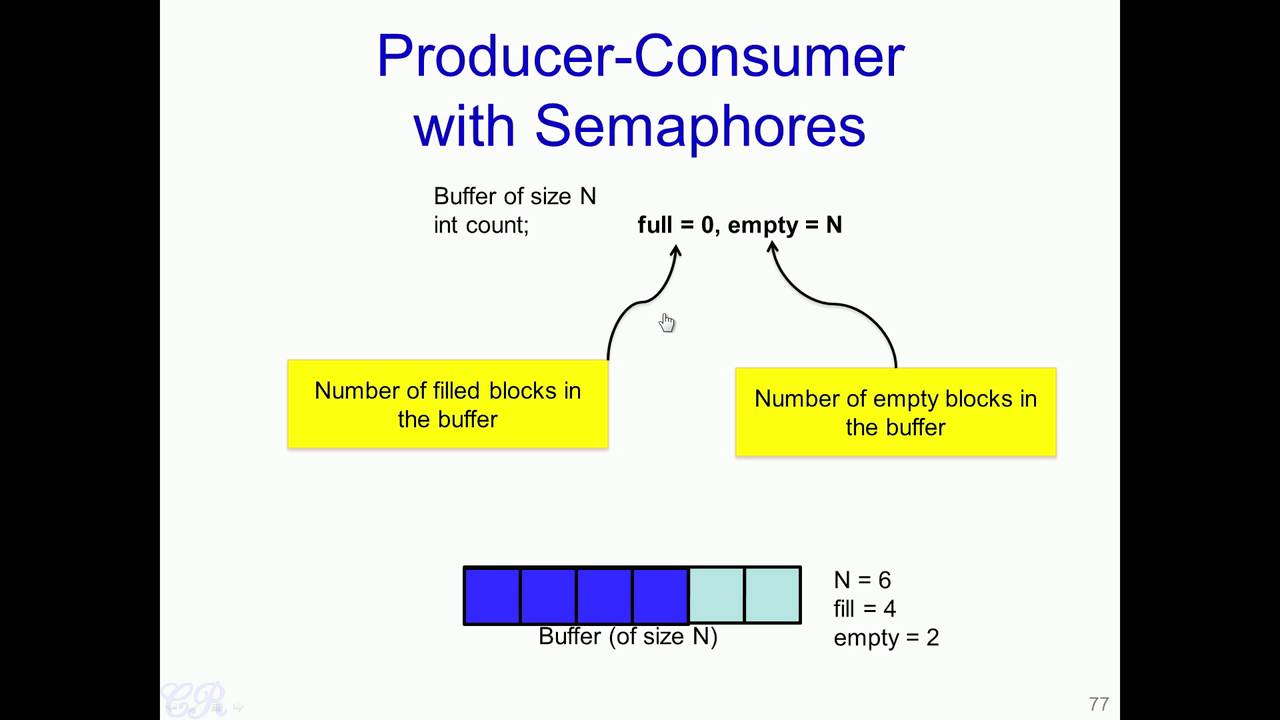 Producer-Consumer
with Semaphores
Buffer of size N
int count;
full = 0, empty = N
Number of filled blocks in
the buffer
Number of empty blocks in
the buffer
N = 6
fill = 4
empty = 2
Buffer (of size N)
CR
77